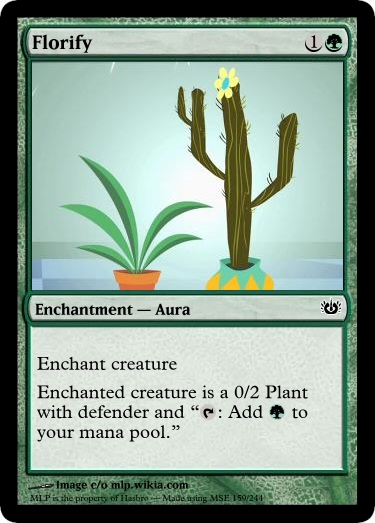 Florify 1
Enchantment — Aura
Enchant creature
Enchanted creature is a 0/2 Plant
with defender and “ : Add to
your mana pool.”
Image c/o mlp.wikia.com
MLP is the property of Hasbro — Made using MSE 159/244